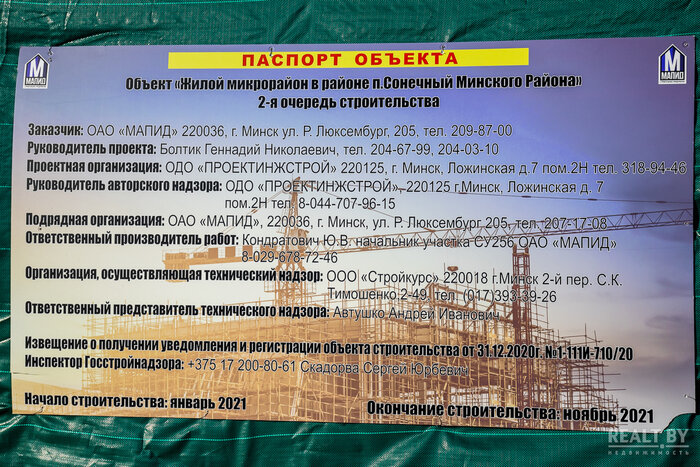 МАПИД
ПАСПОРТ ОБЪЕКТА
МАПИД
Объект «Жилой микрорайон в районе п.Сонечный Минского Района»
2-я очередь строительства
Заказчик: ОАО «МАПИД» 220036, г. Минск ул. Р. Люксембург, 205, тел. 209-87-00
Руководитель проекта: Болтик Геннадий Николаевич, тел. 204-67-99, 204-03-10
Проектная организация: ОДО «ПРОЕКТИНЖСТРОЙ» 220125, г. Минск, Ложинская д.7 пом.2Н тел. 318-94-46
Руководитель авторского надзора: ОДО «ПРОЕКТИНЖСТРОЙ» 220125 г.Минск, Ложинская д. 7
пом.2Н тел. 8-044-707-96-15
Подрядная организация: ОАО «МАПИД», 220036, г. Минск, ул. Р. Люксембург, 205, тел. 207-17-08
Ответственный производитель работ: Кондратович Ю.В. начальник участка СУ256 ОАО «МАПИД»
8-029-678-72-46
Организация, осуществляющая технический надзор: ООО «Стройкурс» 220018 г.Минск 2-й пер. С.К.
Тимошенко 2-49, тел. (017)393-39-26
Ответственный представитель технического надзора: Автушко Андрей Иванович
Извещение о получении уведомления и регистрации объекта строительства от 31.12.2020г. №1-111И-710/20
Инспектор Госстройнадзора: +375 17 200-80-61 Скадорва Сергей Юрьевич
Начало строительства: январь 2021
Окончание строительства: ноябрь 2021
REALT.BY
НЕДВИЖИМОСТЬ